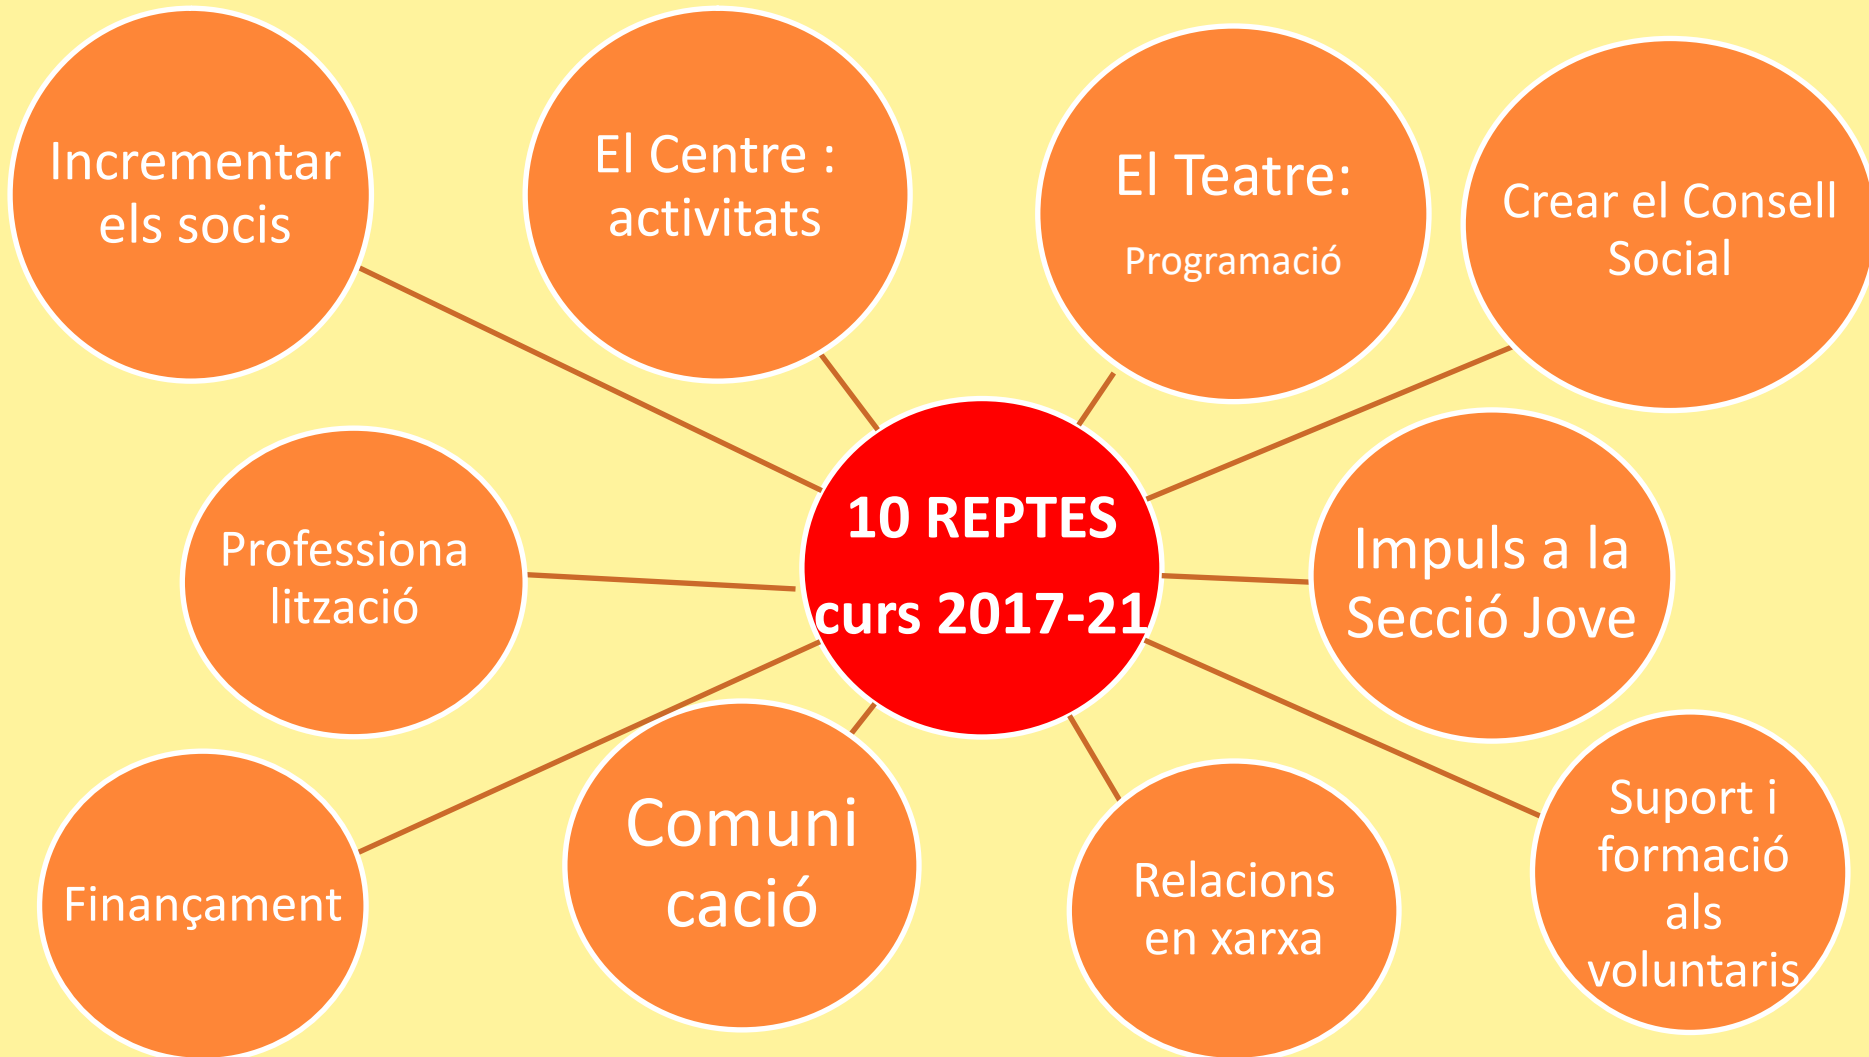 Incrementar
els socis
El Centre :
activitats
El Teatre:
Programació
Crear el Consell
Social
Professiona
lització
10 REPTES
curs 2017-21
Impuls a la
Secció Jove
Finançament
Comuni
cació
Relacions
en xarxa
Suport i
formació
als
voluntaris